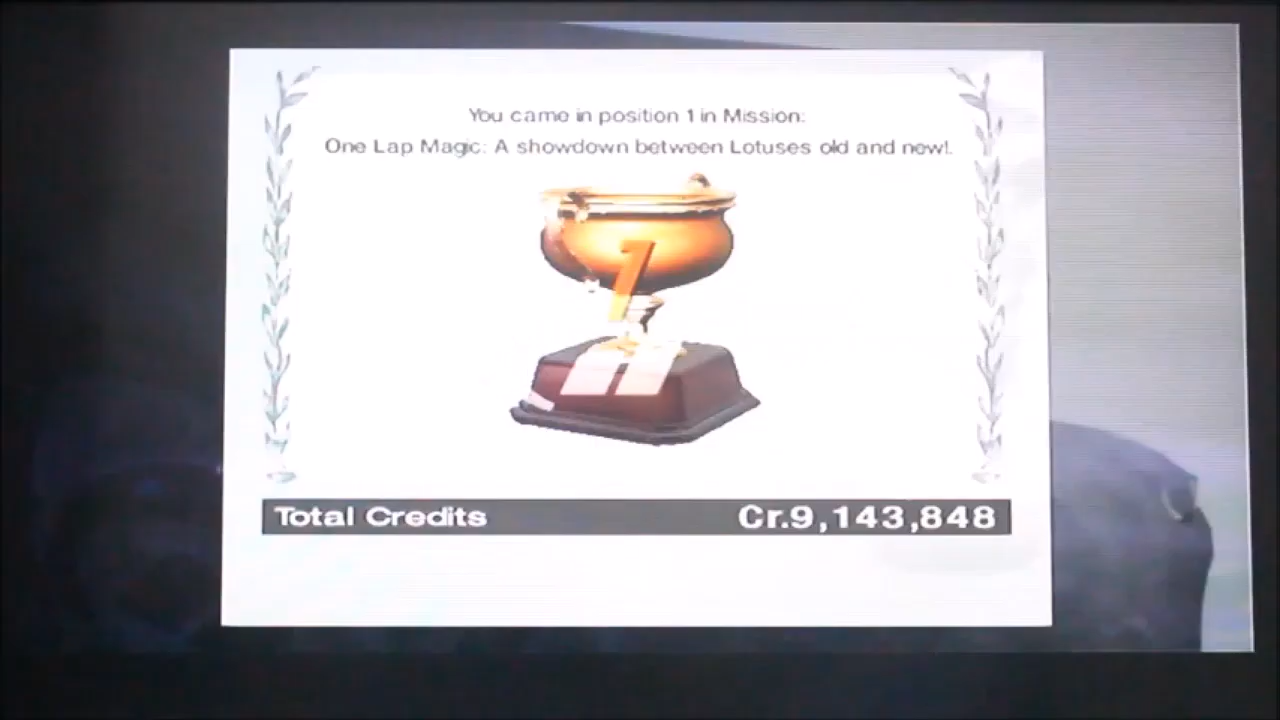 You came in position 1 in Mission:
One Lap Magic: A showdown between Lotuses old and new!.
1
Total Credits Cr.9,143,848